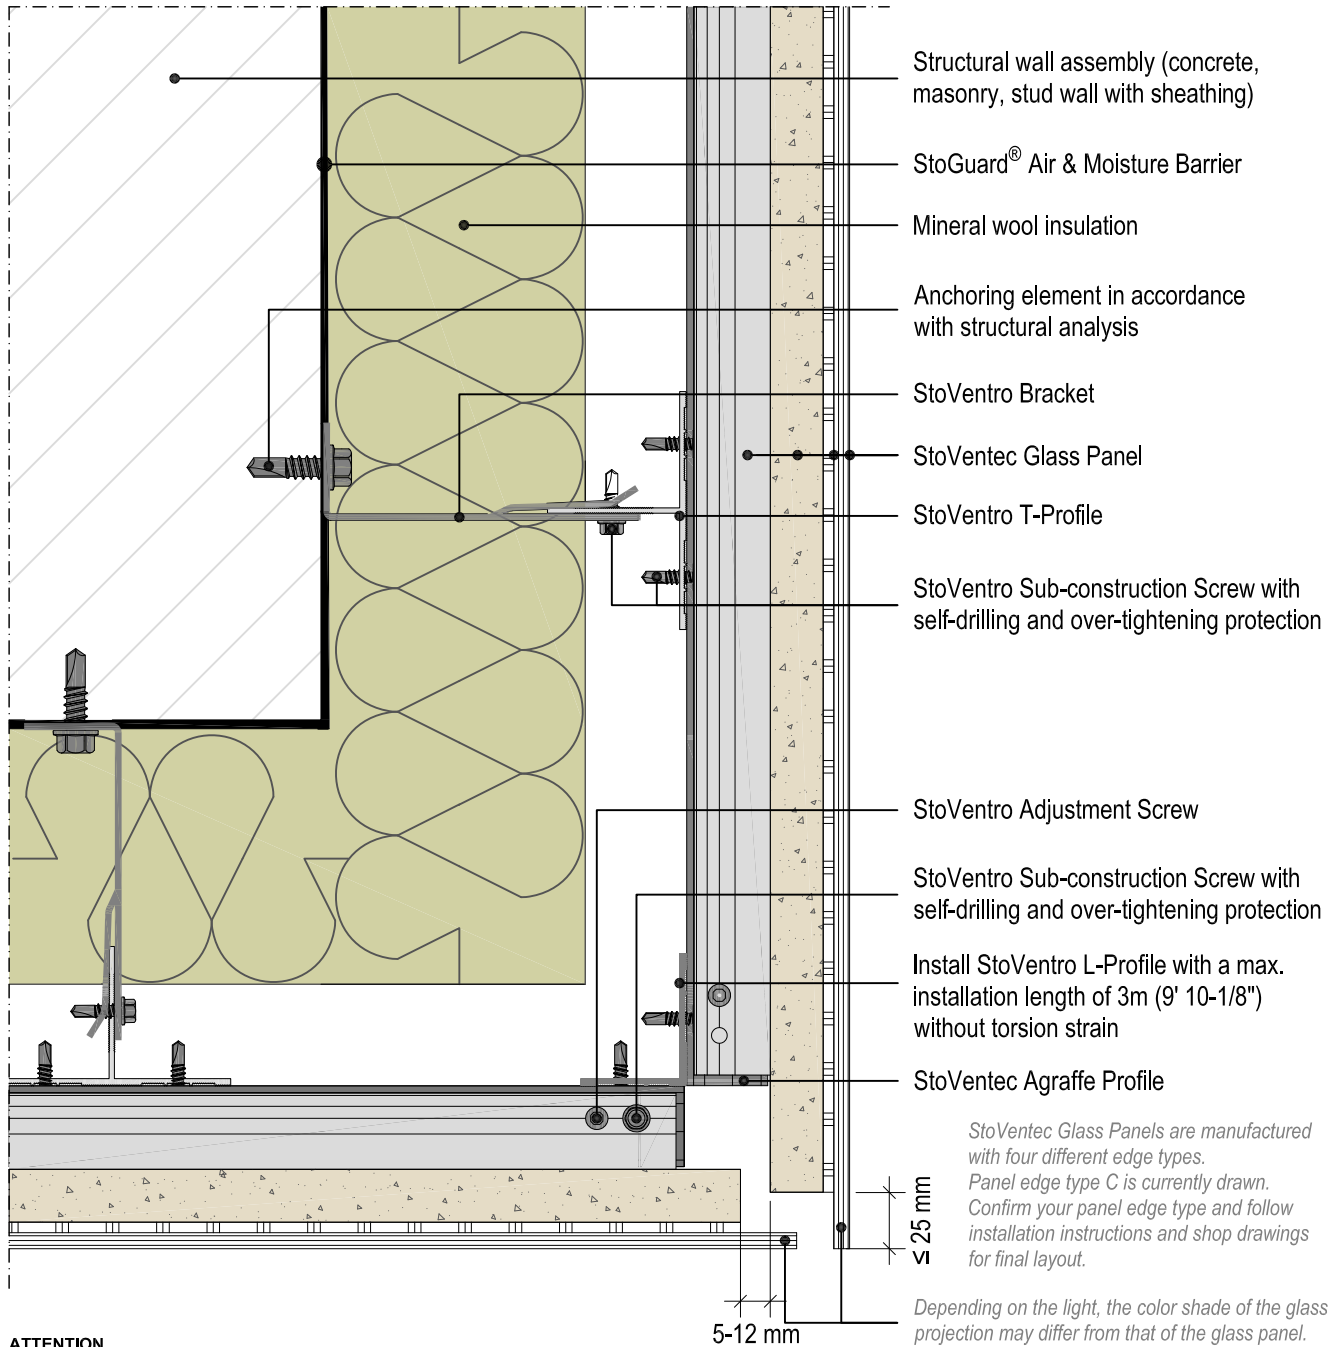 Structural wall assembly (concrete,
masonry, stud wall with sheathing)
StoGuard® Air & Moisture Barrier
Mineral wool insulation
Anchoring element in accordance
with structural analysis
StoVentro Bracket
StoVentec Glass Panel
StoVentro T-Profile
StoVentro Sub-construction Screw with
self-drilling and over-tightening protection
StoVentro Adjustment Screw
StoVentro Sub-construction Screw with
self-drilling and over-tightening protection
Install StoVentro L-Profile with a max.
installation length of 3m (9' 10-1/8")
without torsion strain
StoVentec Agraffe Profile
StoVentec Glass Panels are manufactured
with four different edge types.
Panel edge type C is currently drawn.
Confirm your panel edge type and follow
installation instructions and shop drawings
for final layout.
≤ 25 mm
Depending on the light, the color shade of the glass
projection may differ from that of the glass panel.
5-12 mm
ATTENTION